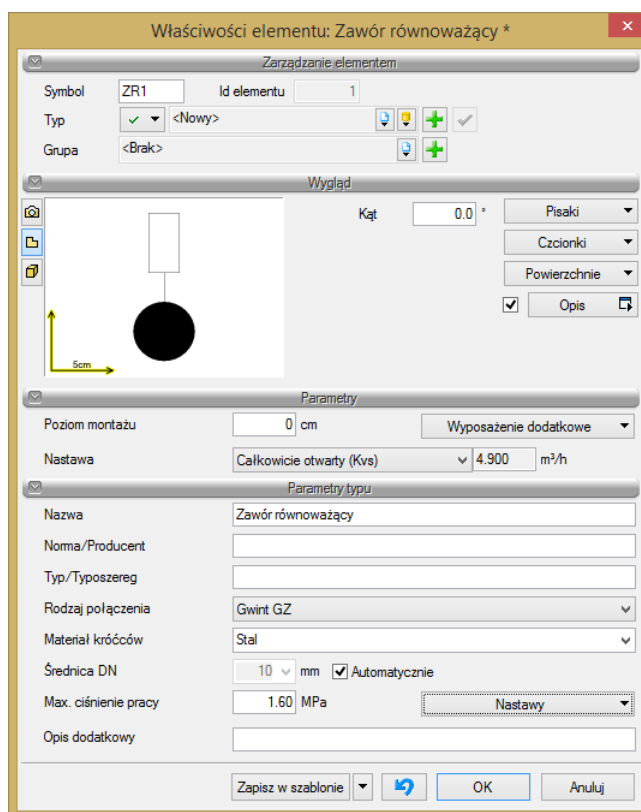 Właściwości elementu: Zawór równoważący *
Zarządzanie elementem
Symbol ZR1 Id elementu 1
Typ <Nowy>
Grupa <Brak>
Wygląd
Kąt 0.0 ° Pisaki
Czcionki
Powierzchnie
Opis
5cm
Parametry
Poziom montażu 0 cm Wyposażenie dodatkowe
Nastawa Całkowicie otwarty (Kvs) 4.900 m³/h
Parametry typu
Nazwa Zawór równoważący
Norma/Producent
Typ/Typoszereg
Rodzaj połączenia Gwint GZ
Materiał króćców Stal
Średnica DN 10 mm Automatycznie
Max. ciśnienie pracy 1.60 MPa Nastawy
Opis dodatkowy
Zapisz w szablonie OK Anuluj